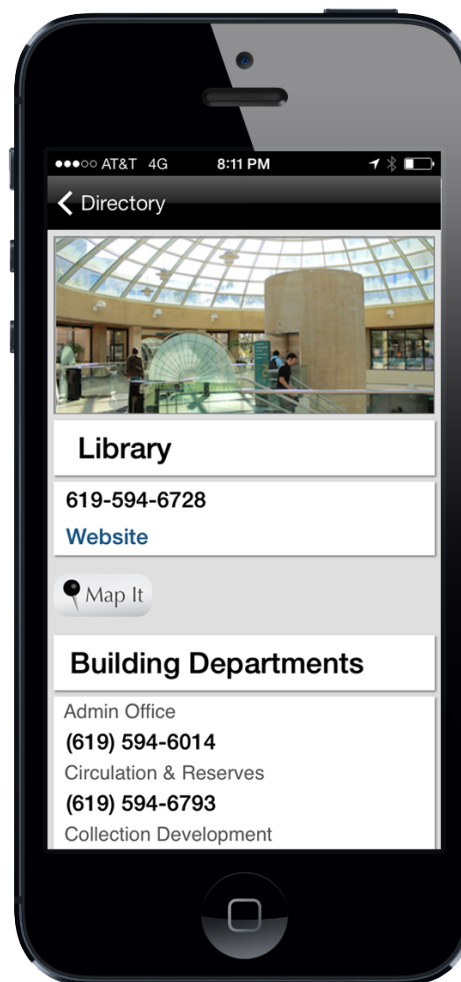 AT&T 4G 8:11 PM
Directory
Library
619-594-6728
Website
Map It
Building Departments
Admin Office
(619) 594-6014
Circulation & Reserves
(619) 594-6793
Collection Development